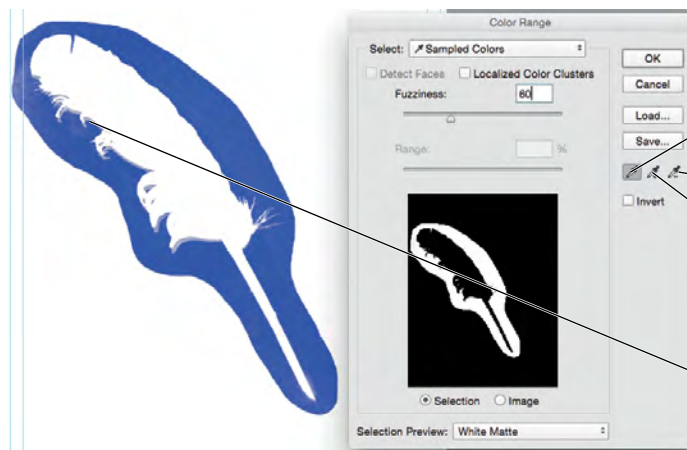 Color Range
Select: Sampled Colors
OK
Detect Faces Localized Color Clusters
Cancel
Fuzziness: 60
Load...
Save...
Range: %
Invert
Selection Image
Selection Preview: White Matte